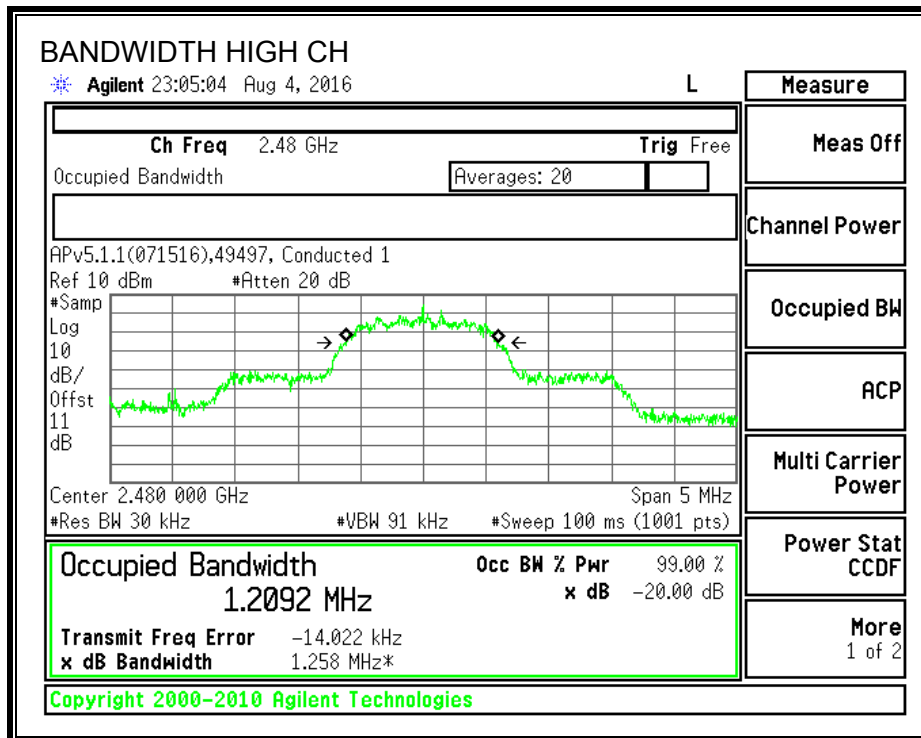 BANDWIDTH HIGH CH
Agilent 23:05:04 Aug 4, 2016 L
Ch Freq 2.48 GHz Trig Free
Occupied Bandwidth Averages: 20
APv5.1.1(071516),49497, Conducted 1
Ref 10 dBm #Atten 20 dB
#Samp
Log
10
dB/
Offst
11
dB
Center 2.480 000 GHz Span 5 MHz
#Res BW 30 kHz #VBW 91 kHz #Sweep 100 ms (1001 pts)
Occupied Bandwidth
1.2092 MHz
Occ BW % Pwr 99.00 %
x dB -20.00 dB
Transmit Freq Error -14.022 kHz
x dB Bandwidth 1.258 MHz*
Copyright 2000-2010 Agilent Technologies
Measure
Meas Off
Channel Power
Occupied BW
ACP
Multi Carrier
Power
Power Stat
CCDF
More
1 of 2